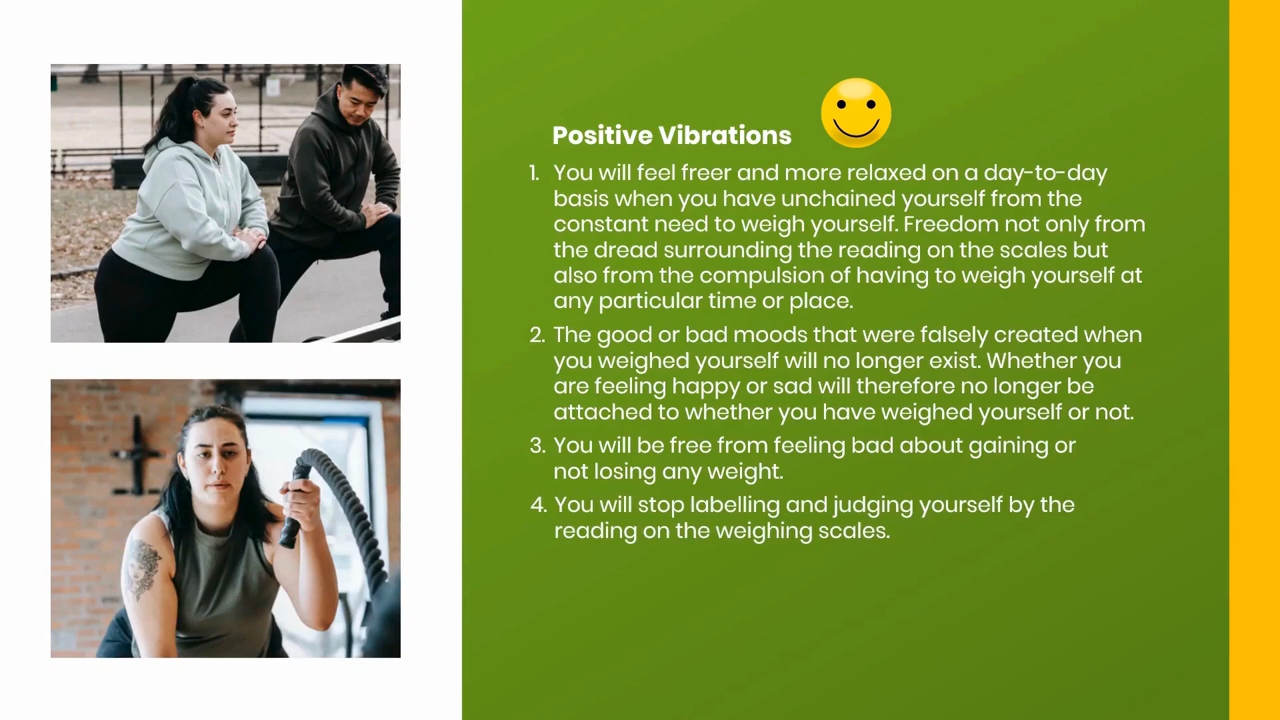 Positive Vibrations
1. You will feel freer and more relaxed on a day-to-day
basis when you have unchained yourself from the
constant need to weigh yourself. Freedom not only from
the dread surrounding the reading on the scales but
also from the compulsion of having to weigh yourself at
any particular time or place.
2. The good or bad moods that were falsely created when
you weighed yourself will no longer exist. Whether you
are feeling happy or sad will therefore no longer be
attached to whether you have weighed yourself or not.
3. You will be free from feeling bad about gaining or
not losing any weight.
4. You will stop labelling and judging yourself by the
reading on the weighing scales.